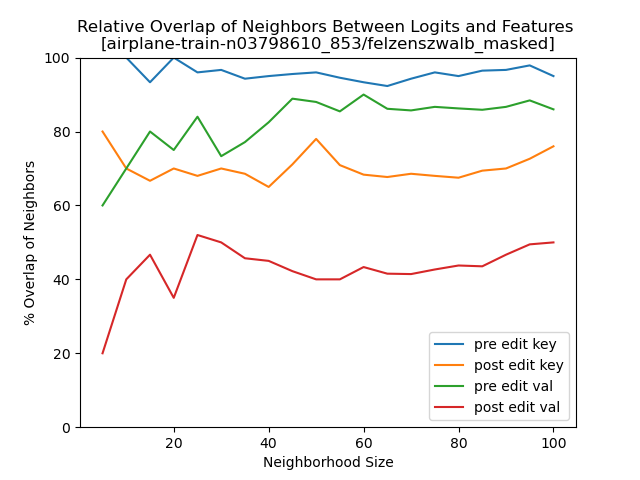 Relative Overlap of Neighbors Between Logits and Features
[airplane-train-n03798610_853/felzenszwalb_masked]
100
80
60
40
20
0
% Overlap of Neighbors
20 40 60 80 100
Neighborhood Size
pre edit key
post edit key
pre edit val
post edit val